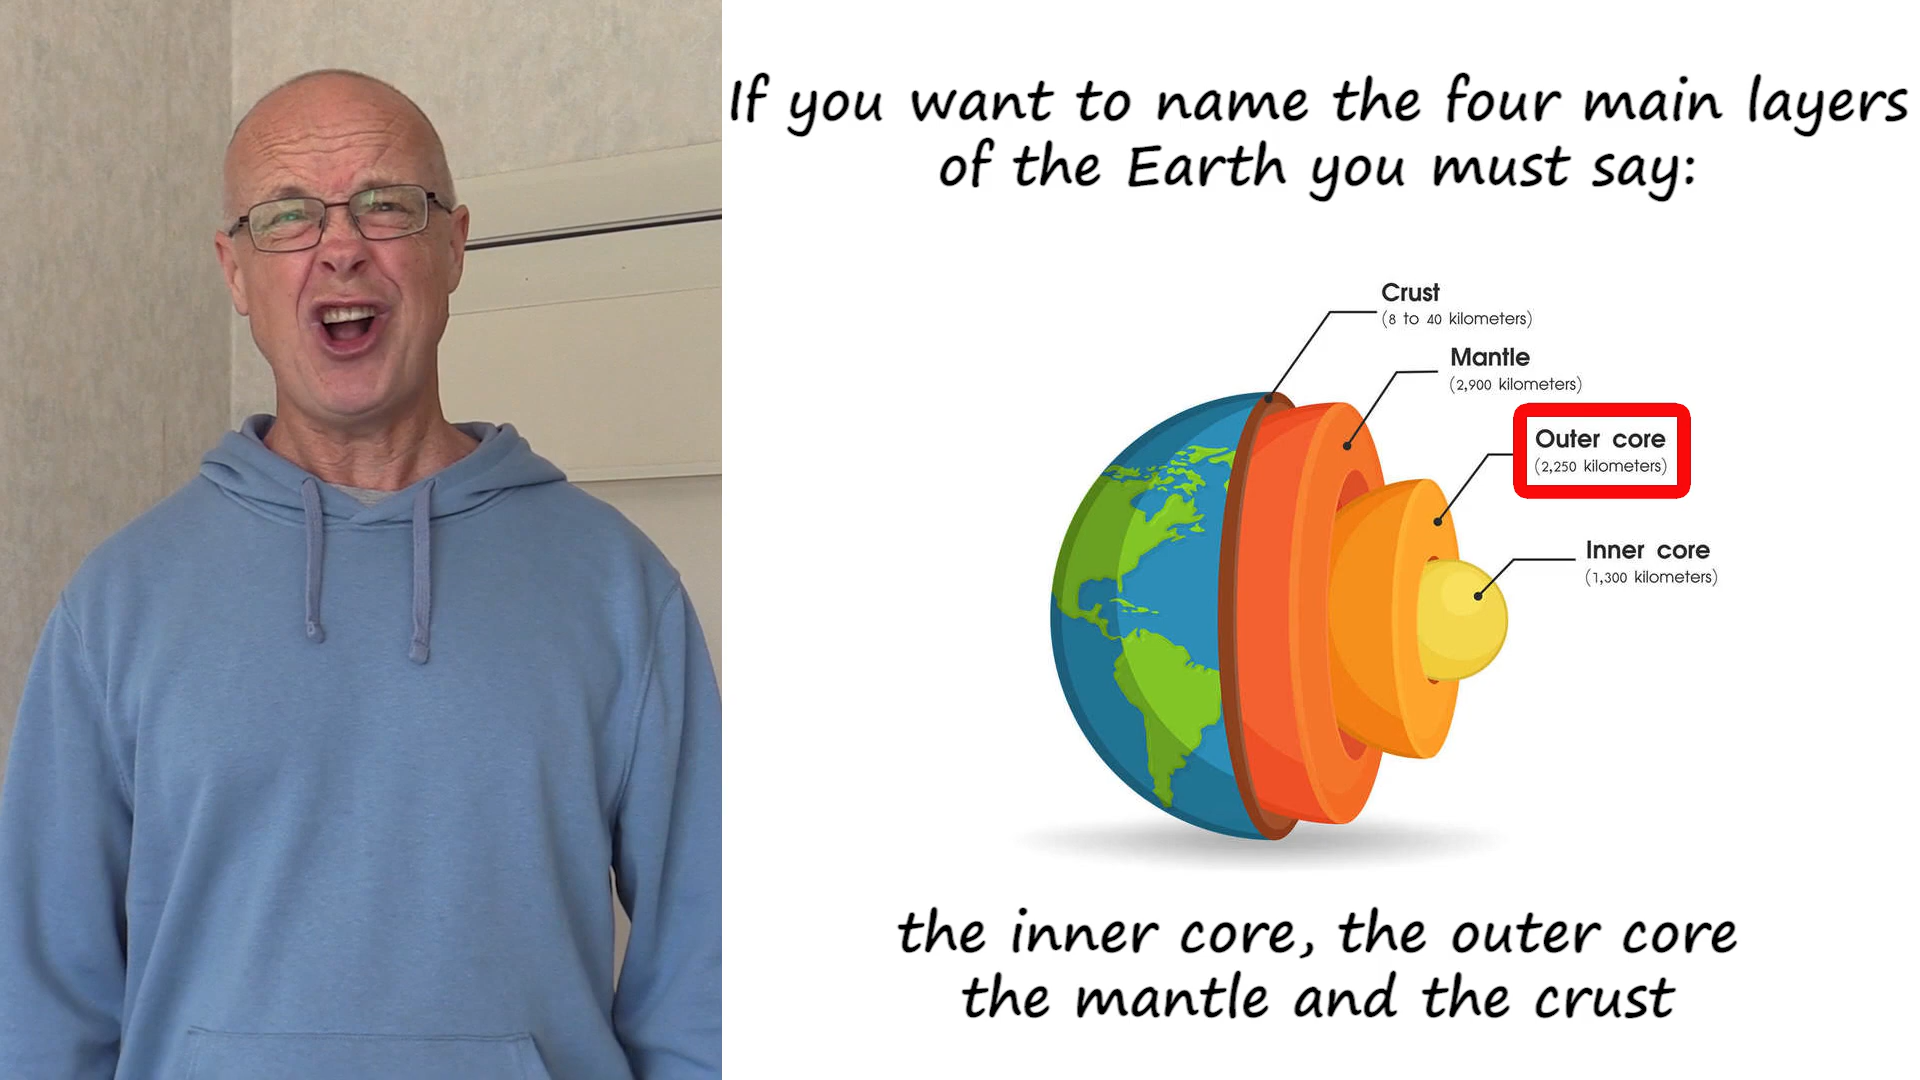 If you want to name the four main layers
of the Earth you must say:
Crust
(8 to 40 kilometers)
Mantle
(2,900 kilometers)
Outer core
(2,250 kilometers)
Inner core
(1,300 kilometers)
the inner core, the outer core
the mantle and the crust